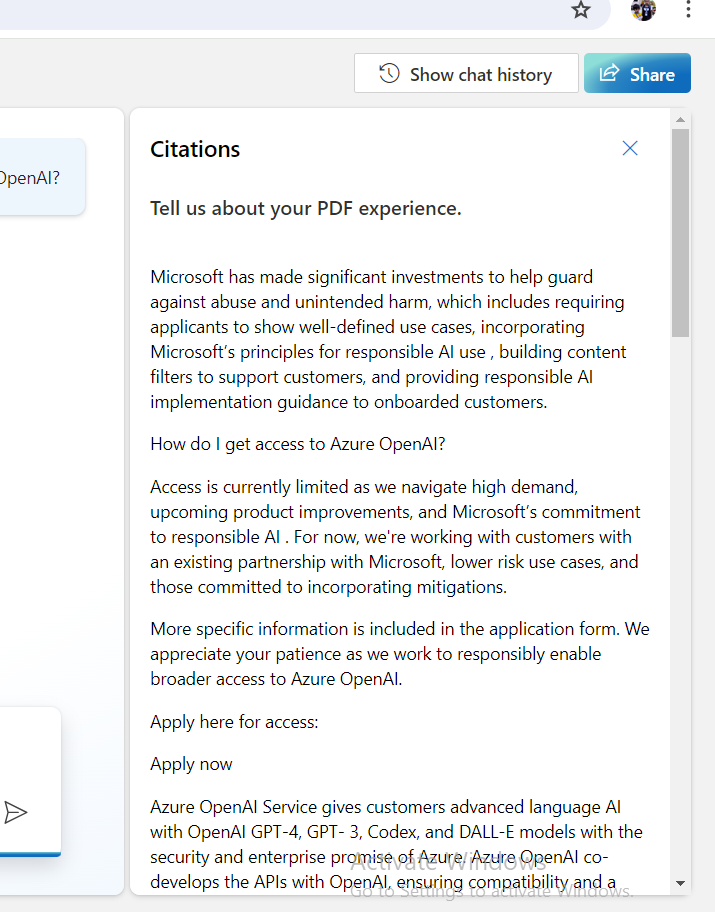 Show chat history
Share
OpenAI?
Citations
Tell us about your PDF experience.
Microsoft has made significant investments to help guard
against abuse and unintended harm, which includes requiring
applicants to show well-defined use cases, incorporating
Microsoft’s principles for responsible AI use , building content
filters to support customers, and providing responsible AI
implementation guidance to onboarded customers.
How do I get access to Azure OpenAI?
Access is currently limited as we navigate high demand,
upcoming product improvements, and Microsoft’s commitment
to responsible AI . For now, we're working with customers with
an existing partnership with Microsoft, lower risk use cases, and
those committed to incorporating mitigations.
More specific information is included in the application form. We
appreciate your patience as we work to responsibly enable
broader access to Azure OpenAI.
Apply here for access:
Apply now
Azure OpenAI Service gives customers advanced language AI
with OpenAI GPT-4, GPT- 3, Codex, and DALL-E models with the
security and enterprise promise of Azure. Azure OpenAI co-
develops the APIs with OpenAI, ensuring compatibility and a
Activate Windows
Go to Settings to activate Windows.